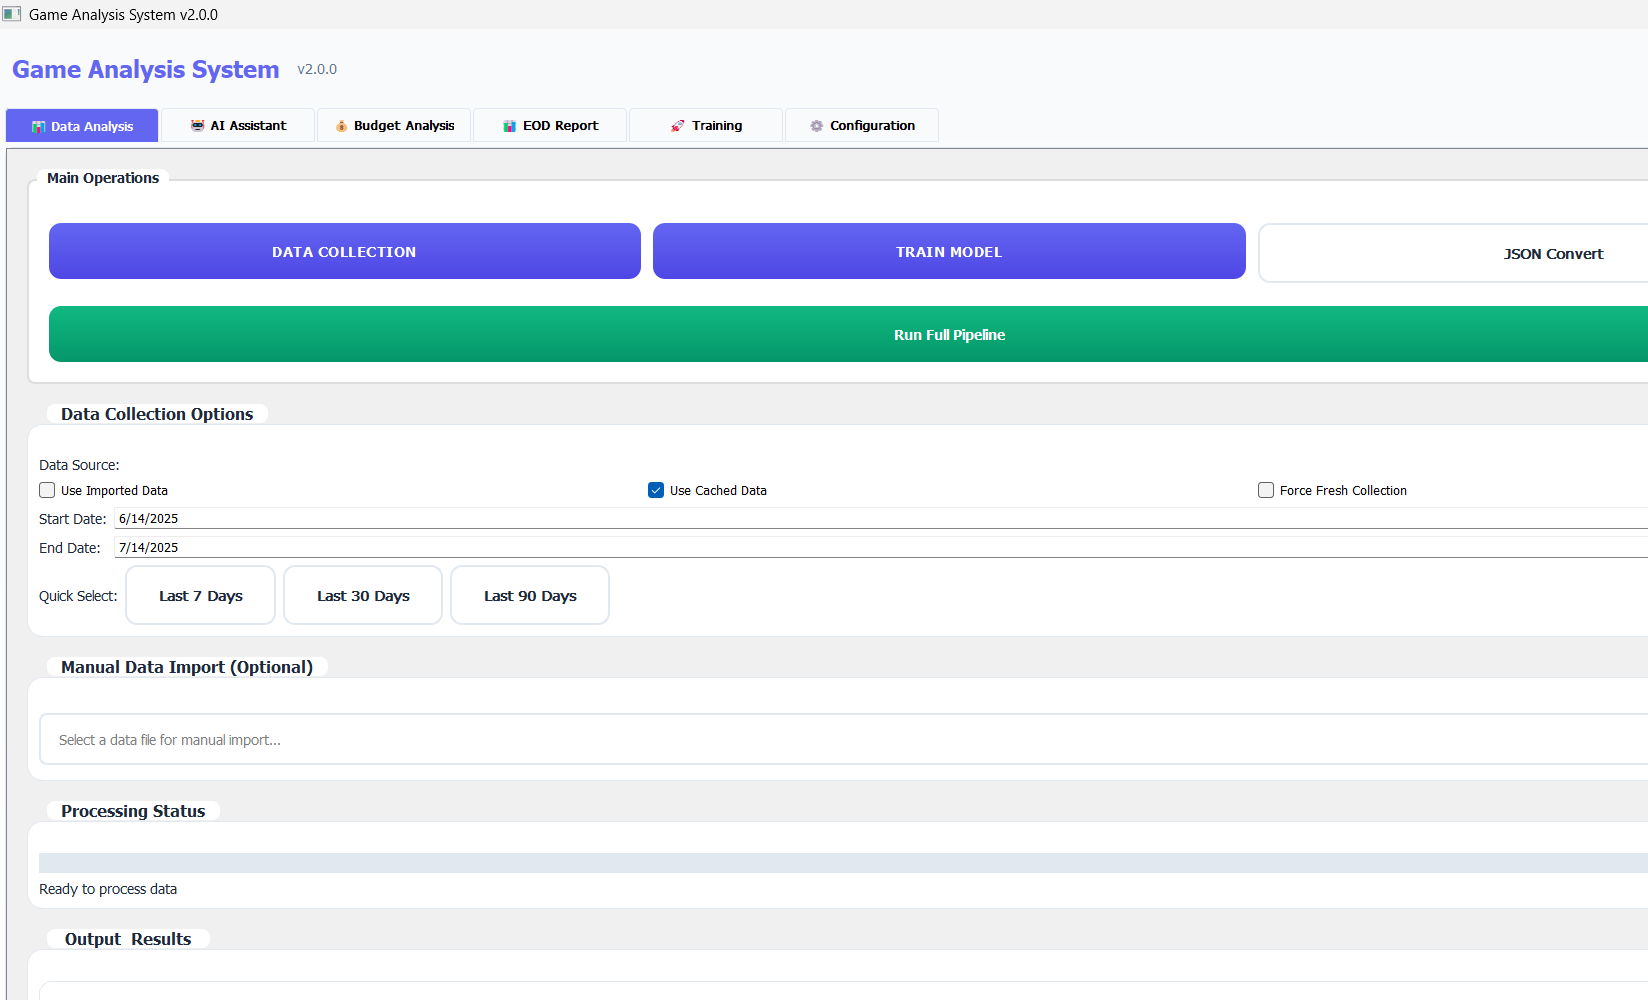 Game Analysis System v2.0.0
Game Analysis System v2.0.0
Data Analysis AI Assistant Budget Analysis EOD Report Training Configuration
Main Operations
DATA COLLECTION TRAIN MODEL JSON Convert
Run Full Pipeline
Data Collection Options
Data Source:
Use Imported Data Use Cached Data Force Fresh Collection
Start Date: 6/14/2025
End Date: 7/14/2025
Quick Select: Last 7 Days Last 30 Days Last 90 Days
Manual Data Import (Optional)
Select a data file for manual import...
Processing Status
Ready to process data
Output Results